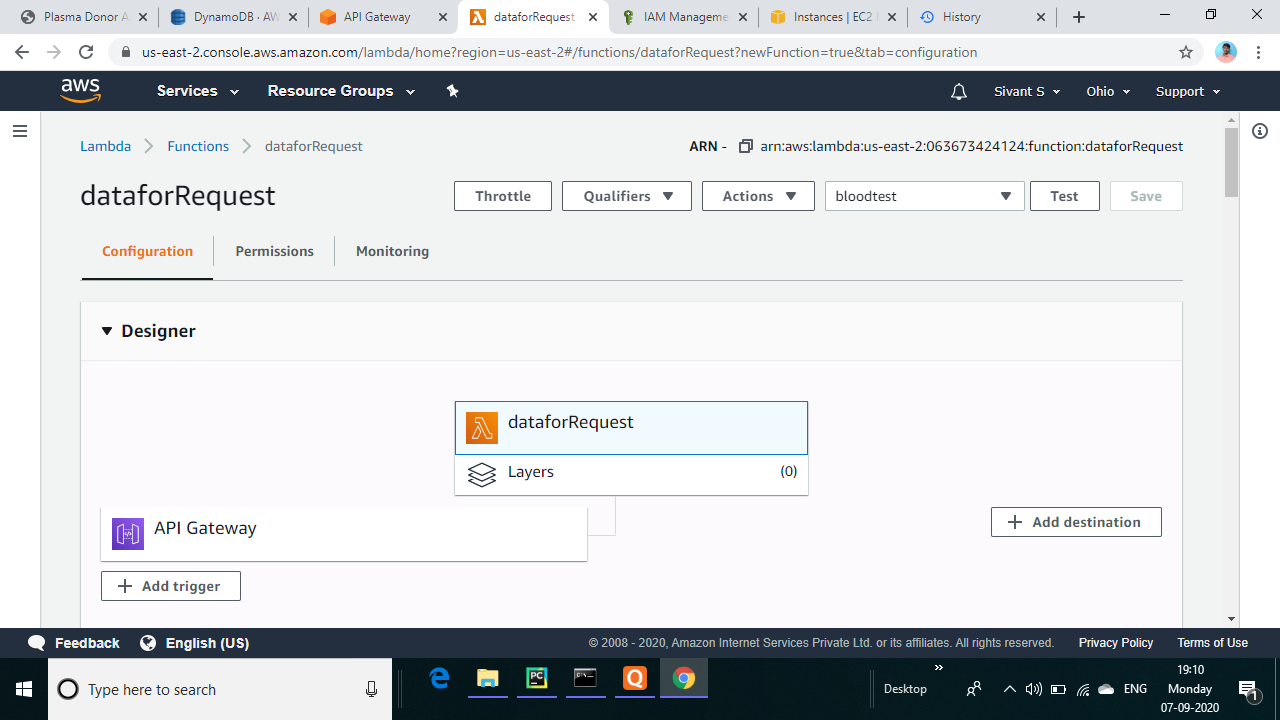 Plasma Donor A
DynamoDB · AW
API Gateway
dataforRequest
IAM Manageme
Instances | EC2
History
us-east-2.console.aws.amazon.com/lambda/home?region=us-east-2#/functions/dataforRequest?newFunction=true&tab=configuration
aws
Services
Resource Groups
Sivant S
Ohio
Support
Lambda
Functions
dataforRequest
ARN - arn:aws:lambda:us-east-2:063673424124:function:dataforRequest
dataforRequest
Throttle
Qualifiers
Actions
bloodtest
Test
Save
Configuration
Permissions
Monitoring
Designer
dataforRequest
Layers
(0)
API Gateway
Add destination
Add trigger
Feedback
English (US)
© 2008 - 2020, Amazon Internet Services Private Ltd. or its affiliates. All rights reserved.
Privacy Policy
Terms of Use
Type here to search
PC
Desktop
»
ENG
19:10
Monday
07-09-2020
1